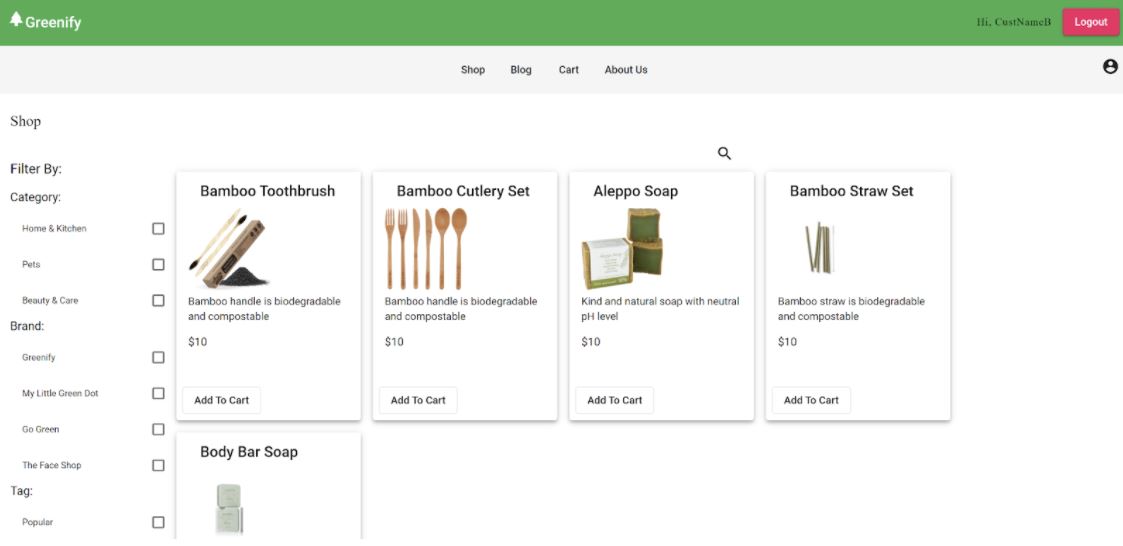 Greenify
Hi, CustNameB
Logout
Shop
Blog
Cart
About Us
Shop
Filter By:
Category:
Home & Kitchen
Pets
Beauty & Care
Brand:
Greenify
My Little Green Dot
Go Green
The Face Shop
Tag:
Popular
Bamboo Toothbrush
Bamboo handle is biodegradable
and compostable
$10
Add To Cart
Bamboo Cutlery Set
Bamboo handle is biodegradable
and compostable
$10
Add To Cart
Aleppo Soap
Kind and natural soap with neutral
pH level
$10
Add To Cart
Bamboo Straw Set
Bamboo straw is biodegradable
and compostable
$10
Add To Cart
Body Bar Soap